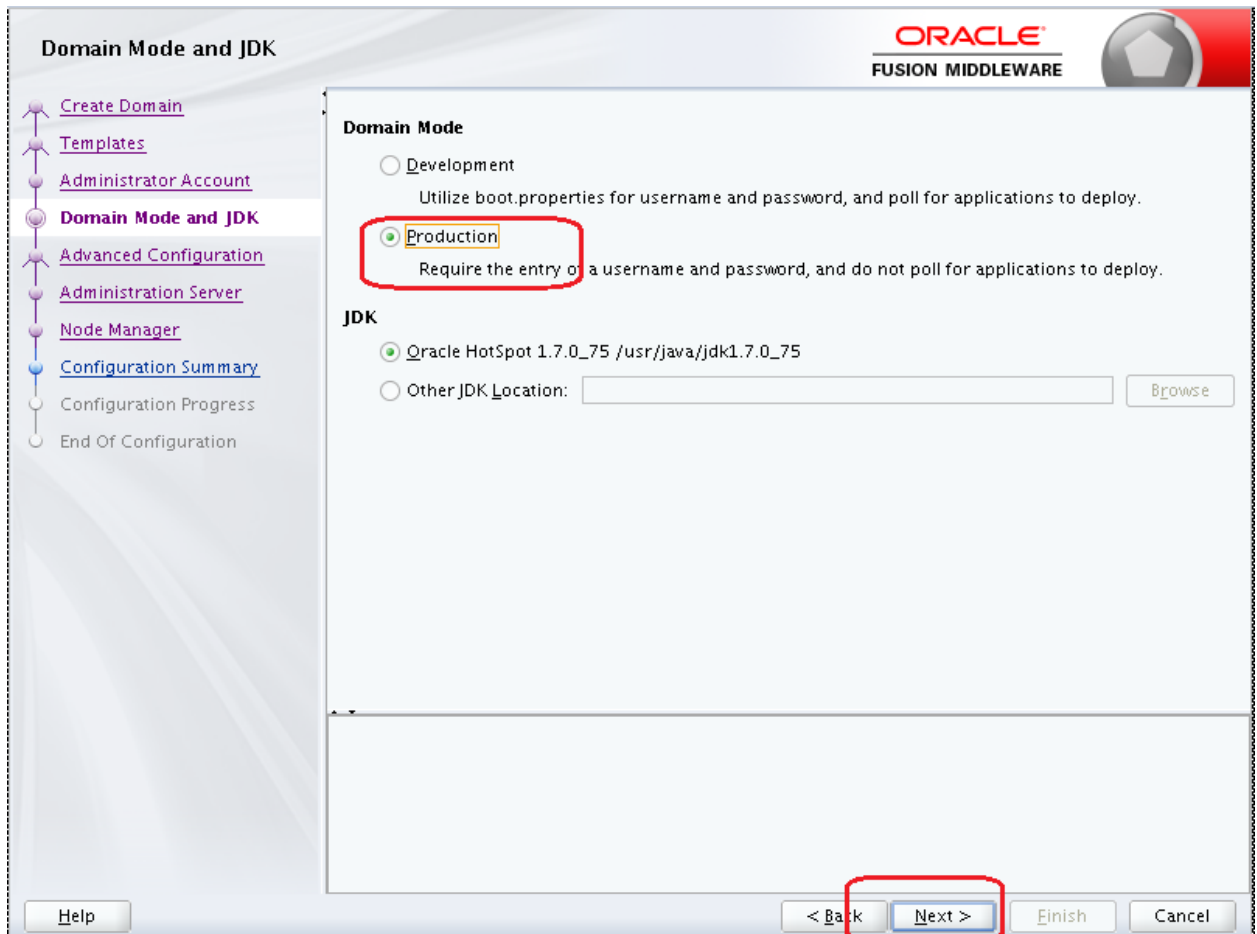 Domain Mode and JDK
ORACLE
FUSION MIDDLEWARE
Create Domain
Templates
Administrator Account
Domain Mode and JDK
Advanced Configuration
Administration Server
Node Manager
Configuration Summary
Configuration Progress
End Of Configuration
Domain Mode
Development
Utilize boot.properties for username and password, and poll for applications to deploy.
Production
Require the entry of a username and password, and do not poll for applications to deploy.
JDK
Oracle HotSpot 1.7.0_75 /usr/java/jdk1.7.0_75
Other JDK Location:
Browse
Help
< Back
Next >
Finish
Cancel